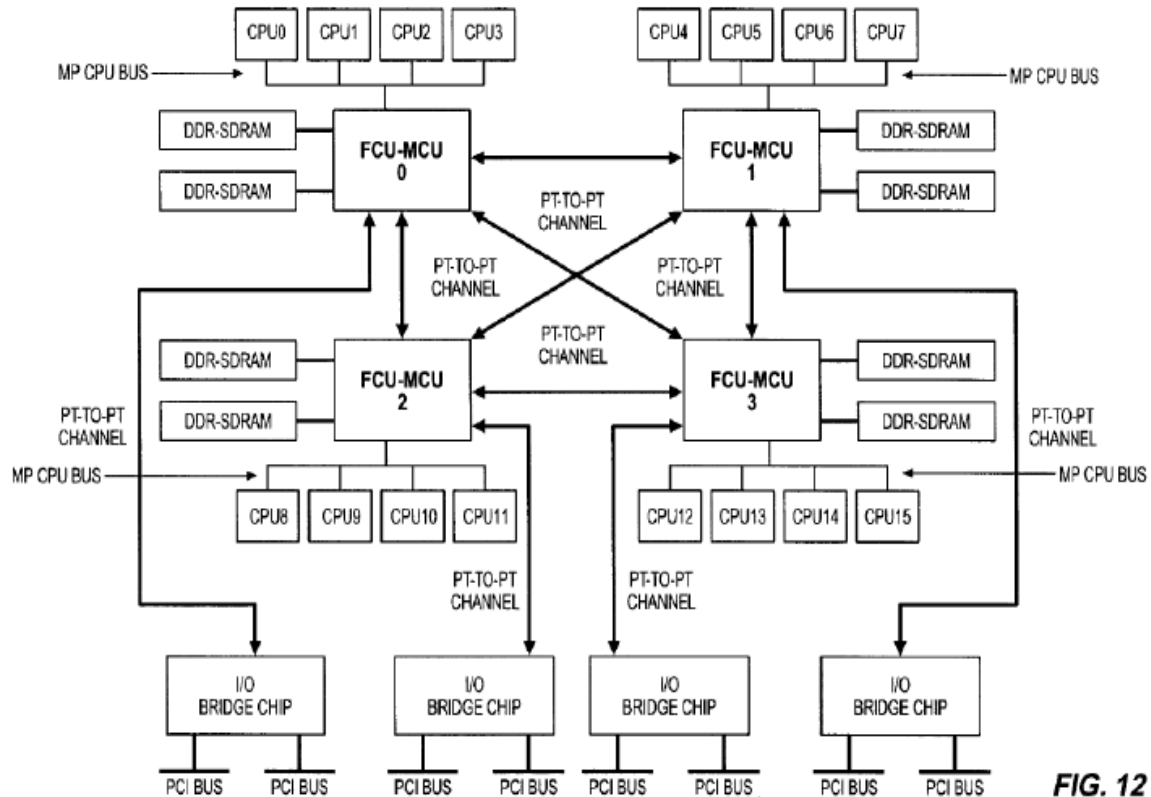 CPU0 CPU1 CPU2 CPU3 CPU4 CPU5 CPU6 CPU7
MP CPU BUS MP CPU BUS
DDR-SDRAM FCU-MCU FCU-MCU DDR-SDRAM
0 1
DDR-SDRAM DDR-SDRAM
PT-TO-PT
CHANNEL
PT-TO-PT PT-TO-PT
CHANNEL CHANNEL
PT-TO-PT
CHANNEL
DDR-SDRAM FCU-MCU FCU-MCU DDR-SDRAM
2 3
DDR-SDRAM DDR-SDRAM
PT-TO-PT PT-TO-PT
CHANNEL CHANNEL
MP CPU BUS MP CPU BUS
CPU8 CPU9 CPU10 CPU11 CPU12 CPU13 CPU14 CPU15
PT-TO-PT PT-TO-PT
CHANNEL CHANNEL
I/O I/O I/O I/O
BRIDGE CHIP BRIDGE CHIP BRIDGE CHIP BRIDGE CHIP
PCI BUS PCI BUS PCI BUS PCI BUS PCI BUS PCI BUS PCI BUS PCI BUS
FIG. 12